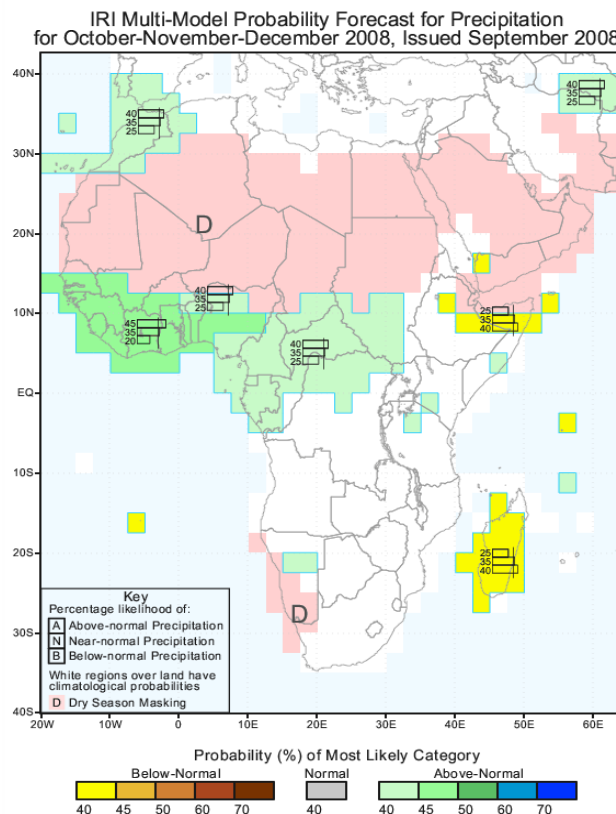 IRI Multi-Model Probability Forecast for Precipitation
for October-November-December 2008, Issued September 2008
40N
30N
20N
10N
EQ
10S
20S
30S
40S
40
35
25
40
35
25
D
40
35
25
45
35
20
40
35
25
25
35
40
25
35
40
D
Key
Percentage likelihood of:
A Above-normal Precipitation
N Near-normal Precipitation
B Below-normal Precipitation
White regions over land have
climatological probabilities
D Dry Season Masking
20W 10W 0 10E 20E 30E 40E 50E 60E
Probability (%) of Most Likely Category
Below-Normal Normal Above-Normal
40 45 50 60 70 40 40 45 50 60 70